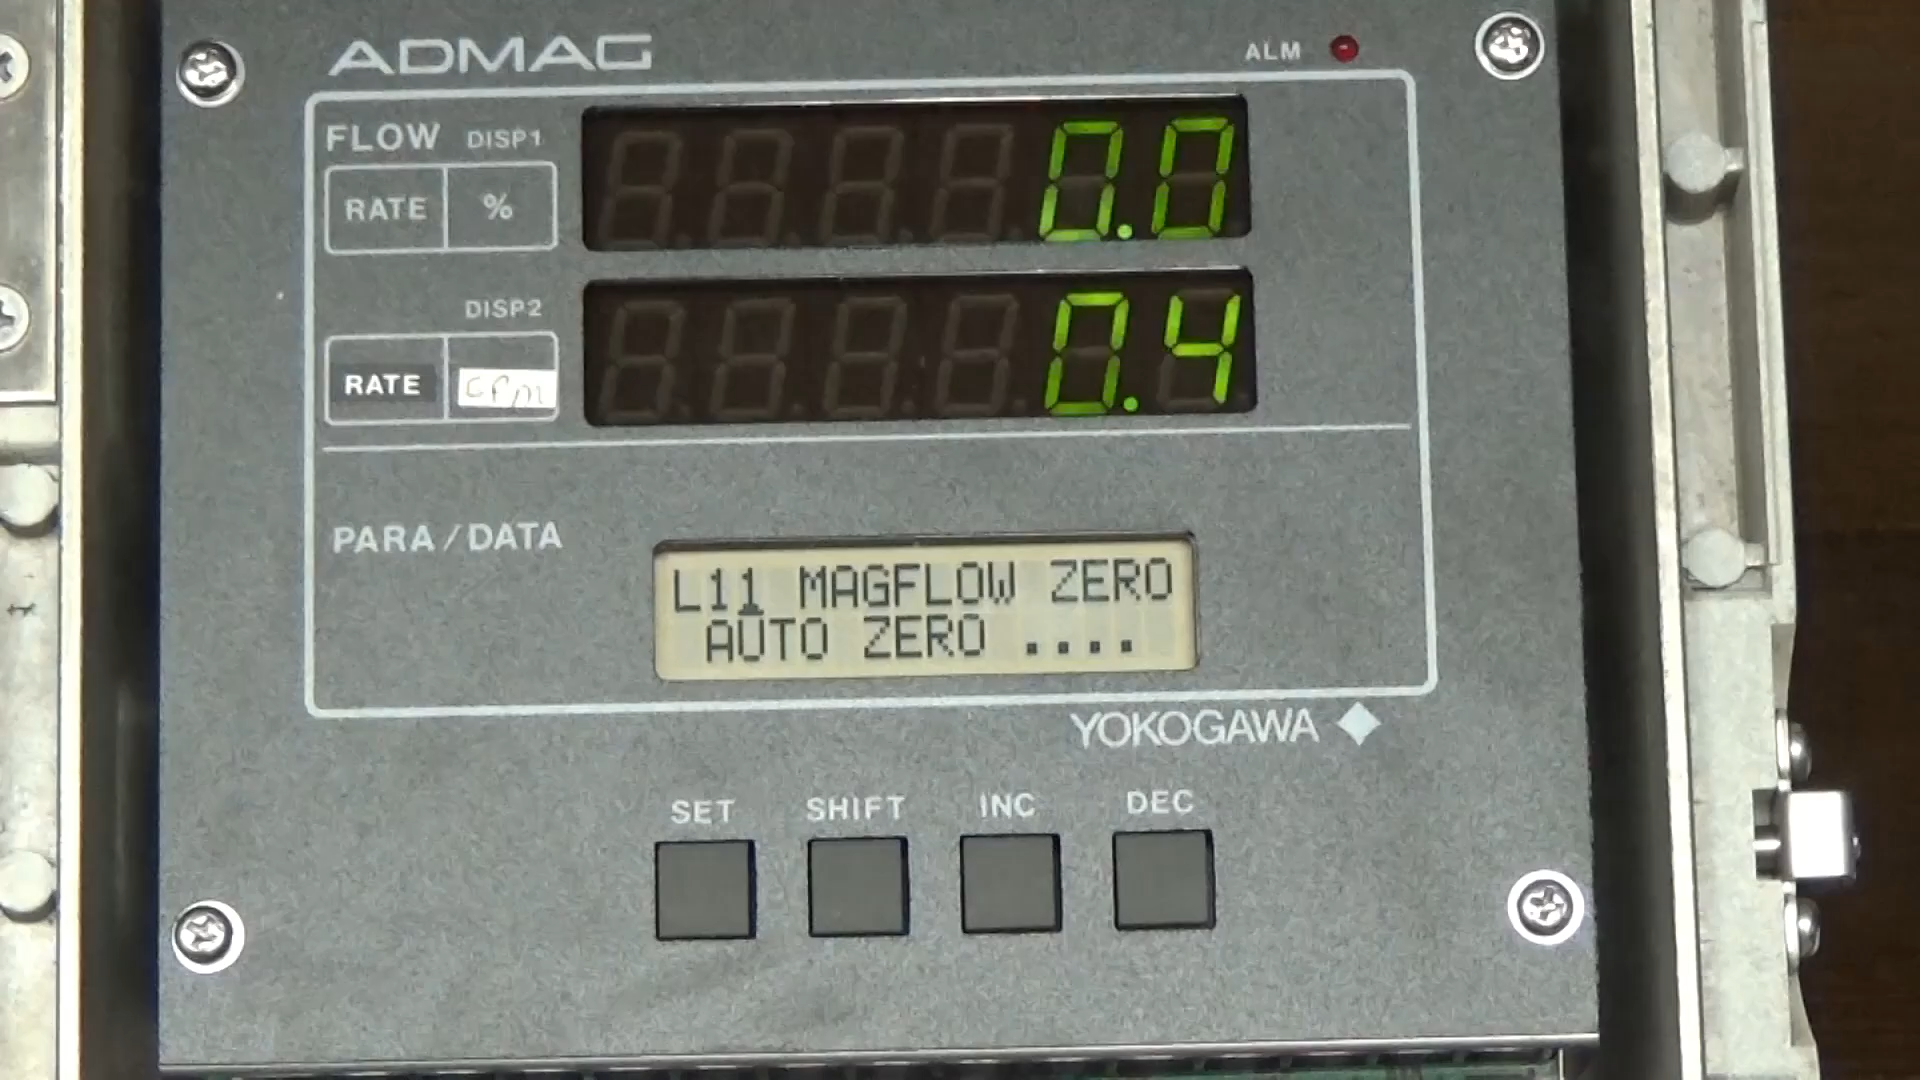 ADMAG
ALM
FLOW DISP1
RATE %
0.0
DISP2
RATE GPM
0.4
PARA/DATA
L11 MAGFLOW ZERO
AUTO ZERO ....
YOKOGAWA
SET SHIFT INC DEC